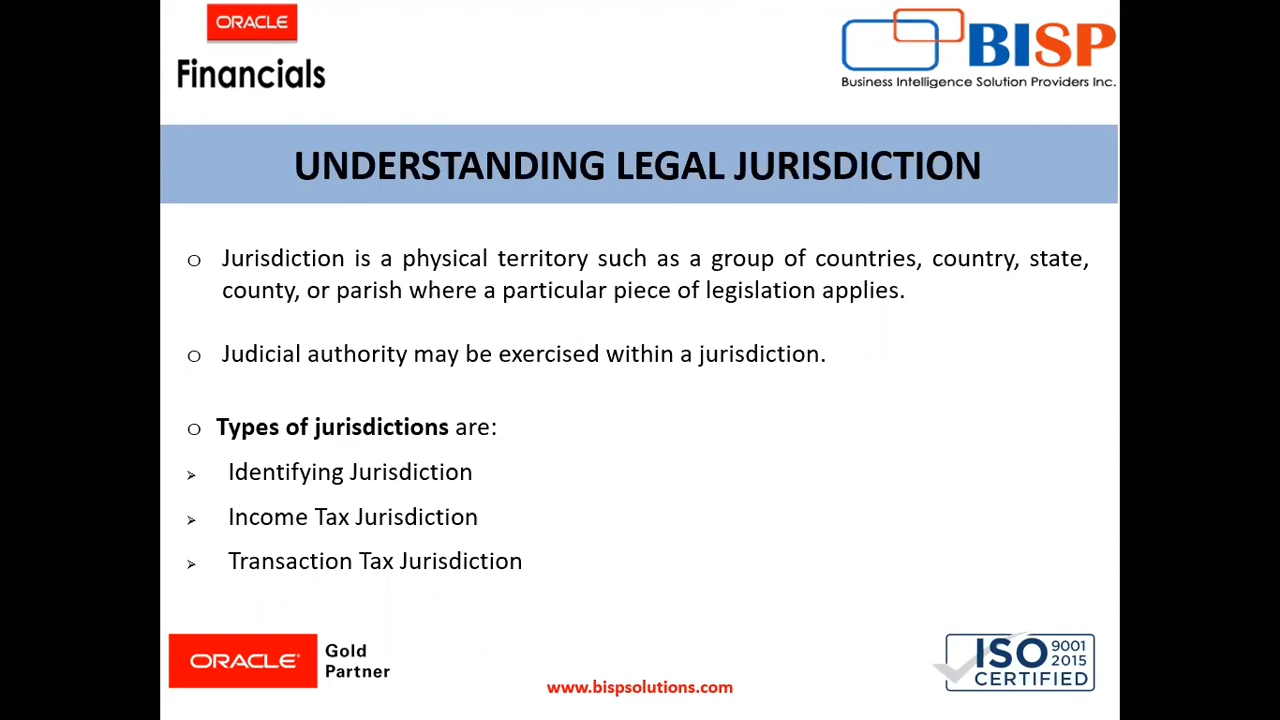 ORACLE
Financials
BISP
Business Intelligence Solution Providers Inc.
UNDERSTANDING LEGAL JURISDICTION
o Jurisdiction is a physical territory such as a group of countries, country, state,
county, or parish where a particular piece of legislation applies.
o Judicial authority may be exercised within a jurisdiction.
o Types of jurisdictions are:
➢ Identifying Jurisdiction
➢ Income Tax Jurisdiction
➢ Transaction Tax Jurisdiction
ORACLE® Gold
Partner
www.bispsolutions.com
ISO 9001
2015
CERTIFIED